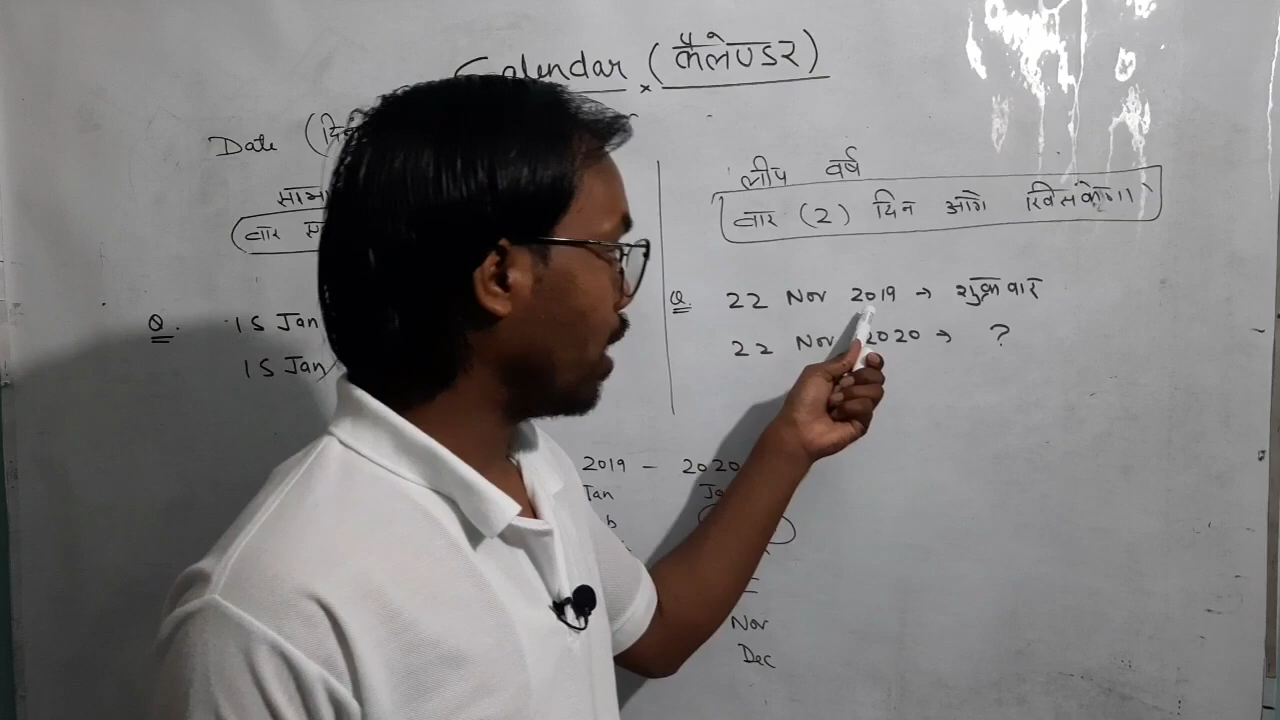 Calendar (कैलेण्डर)
Date (दि
सामा
वार
Q. 15 Jan
15 Jan
लीप वर्ष
वार (2) दिन आगे खिसकेगा।
Q. 22 Nov 2019 → शुक्रवार
22 Nov 2020 → ?
2019 - 2020
Jan
Nov
Dec